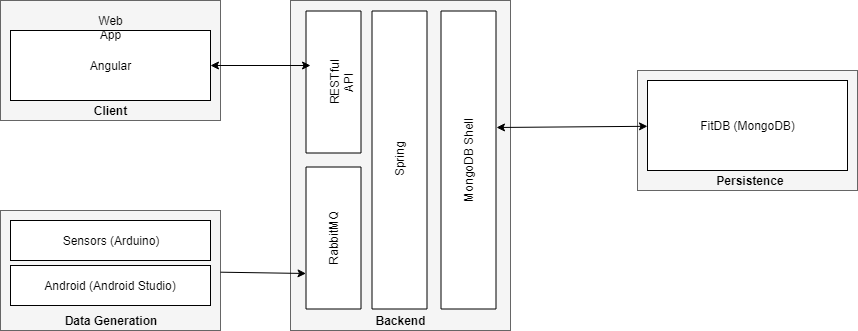 Web
App
Angular
Client
Sensors (Arduino)
Android (Android Studio)
Data Generation
RESTful
API
RabbitMQ
Spring
MongoDB Shell
Backend
FitDB (MongoDB)
Persistence